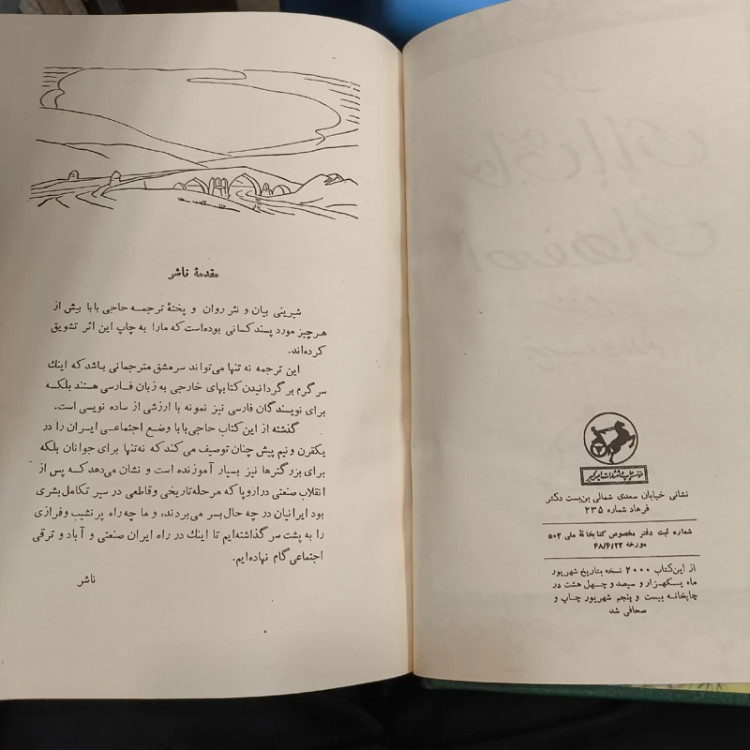 مقدمهٔ ناشر
شیرینی بیان و نثر روان و پختهٔ ترجمه حاجی بابا بیش از
هرچیز مورد پسند کسانی بوده‌است که مارا به چاپ این اثر تشویق
کرده‌اند.
این ترجمه نه تنها می‌تواند سرمشق مترجمانی باشد که اینك
سرگرم برگردانیدن کتابهای خارجی به زبان فارسی هستند بلکه
برای نویسندگان فارسی نیز نمونه با ارزشی از ساده نویسی است.
گذشته از این کتاب حاجی‌بابا وضع اجتماعی ایران را در
یکقرن ونیم پیش چنان توصیف می‌کند که نه‌تنها برای جوانان بلکه
برای بزرگترها نیز بسیار آموزنده است و نشان می‌دهد که پس از
انقلاب صنعتی دراروپا که مرحله‌تاریخی وقاطعی در سیر تکامل‌بشری
بود ایرانیان در چه حال‌بسر می‌بردند، و ما چه‌راه پرنشیب وفرازی
را به پشت سر گذاشته‌ایم تا اینك در راه ایران صنعتی و آباد و ترقی
اجتماعی گام نهاده‌ایم.
ناشر
نشانی خیابان سعدی شمالی بن‌بست دکتر
فرهاد شماره ۲۳۵
شماره ثبت دفتر مخصوص کتابخانهٔ ملی ۵۰۲
مورخه ۴۸/۶/۲۲
از این‌کتاب ۲۰۰۰ نسخه بتاریخ شهریور
ماه یکهزار و سیصد و چهل هشت در
چاپخانه بیست و پنجم شهریور چاپ و
صحافی شد